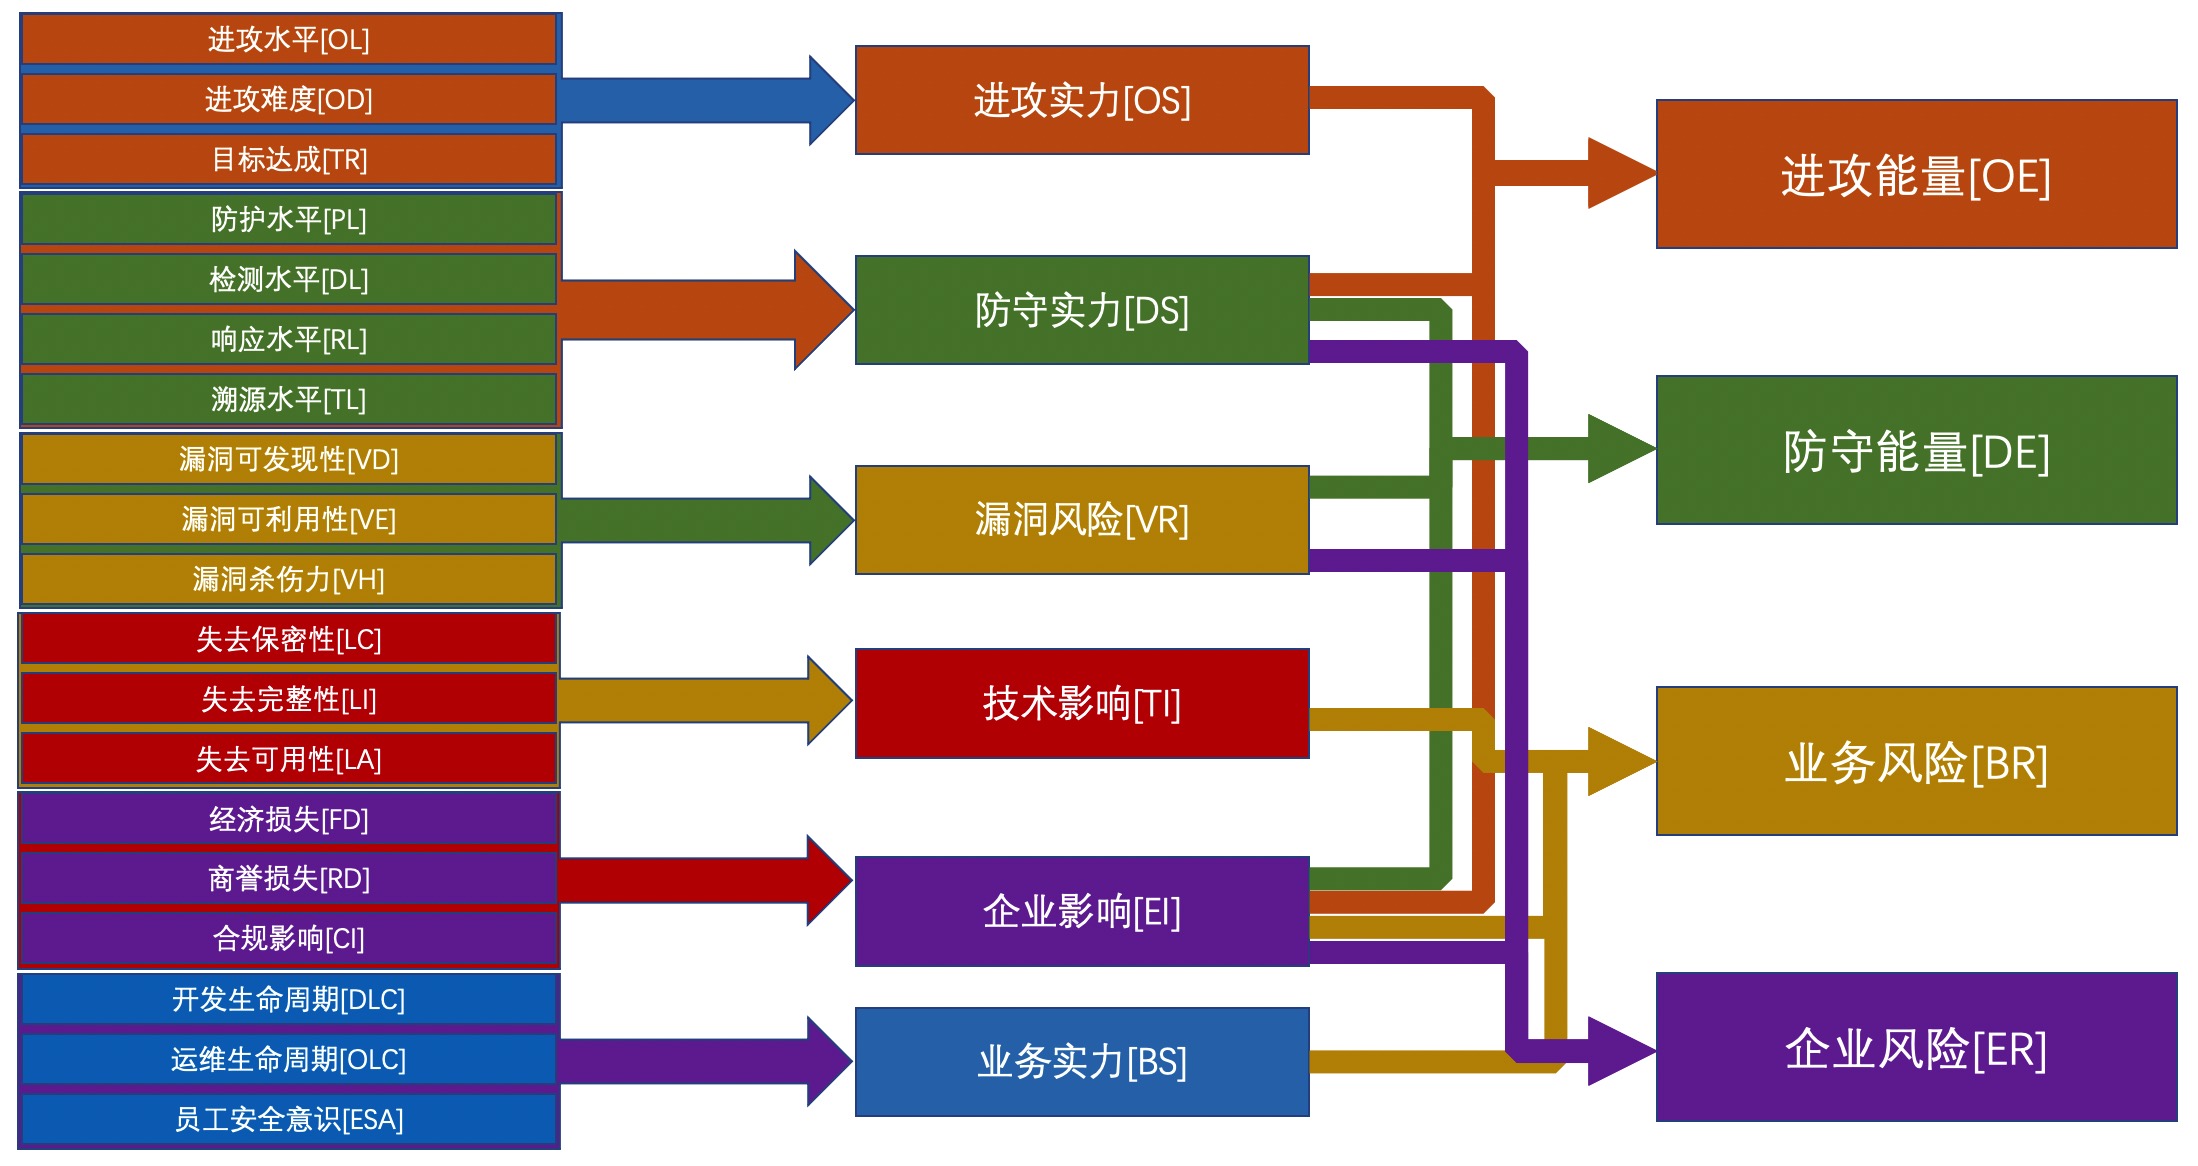 进攻水平[OL]
进攻难度[OD]
目标达成[TR]
防护水平[PL]
检测水平[DL]
响应水平[RL]
溯源水平[TL]
漏洞可发现性[VD]
漏洞可利用性[VE]
漏洞杀伤力[VH]
失去保密性[LC]
失去完整性[LI]
失去可用性[LA]
经济损失[FD]
商誉损失[RD]
合规影响[CI]
开发生命周期[DLC]
运维生命周期[OLC]
员工安全意识[ESA]
进攻实力[OS]
防守实力[DS]
漏洞风险[VR]
技术影响[TI]
企业影响[EI]
业务实力[BS]
进攻能量[OE]
防守能量[DE]
业务风险[BR]
企业风险[ER]